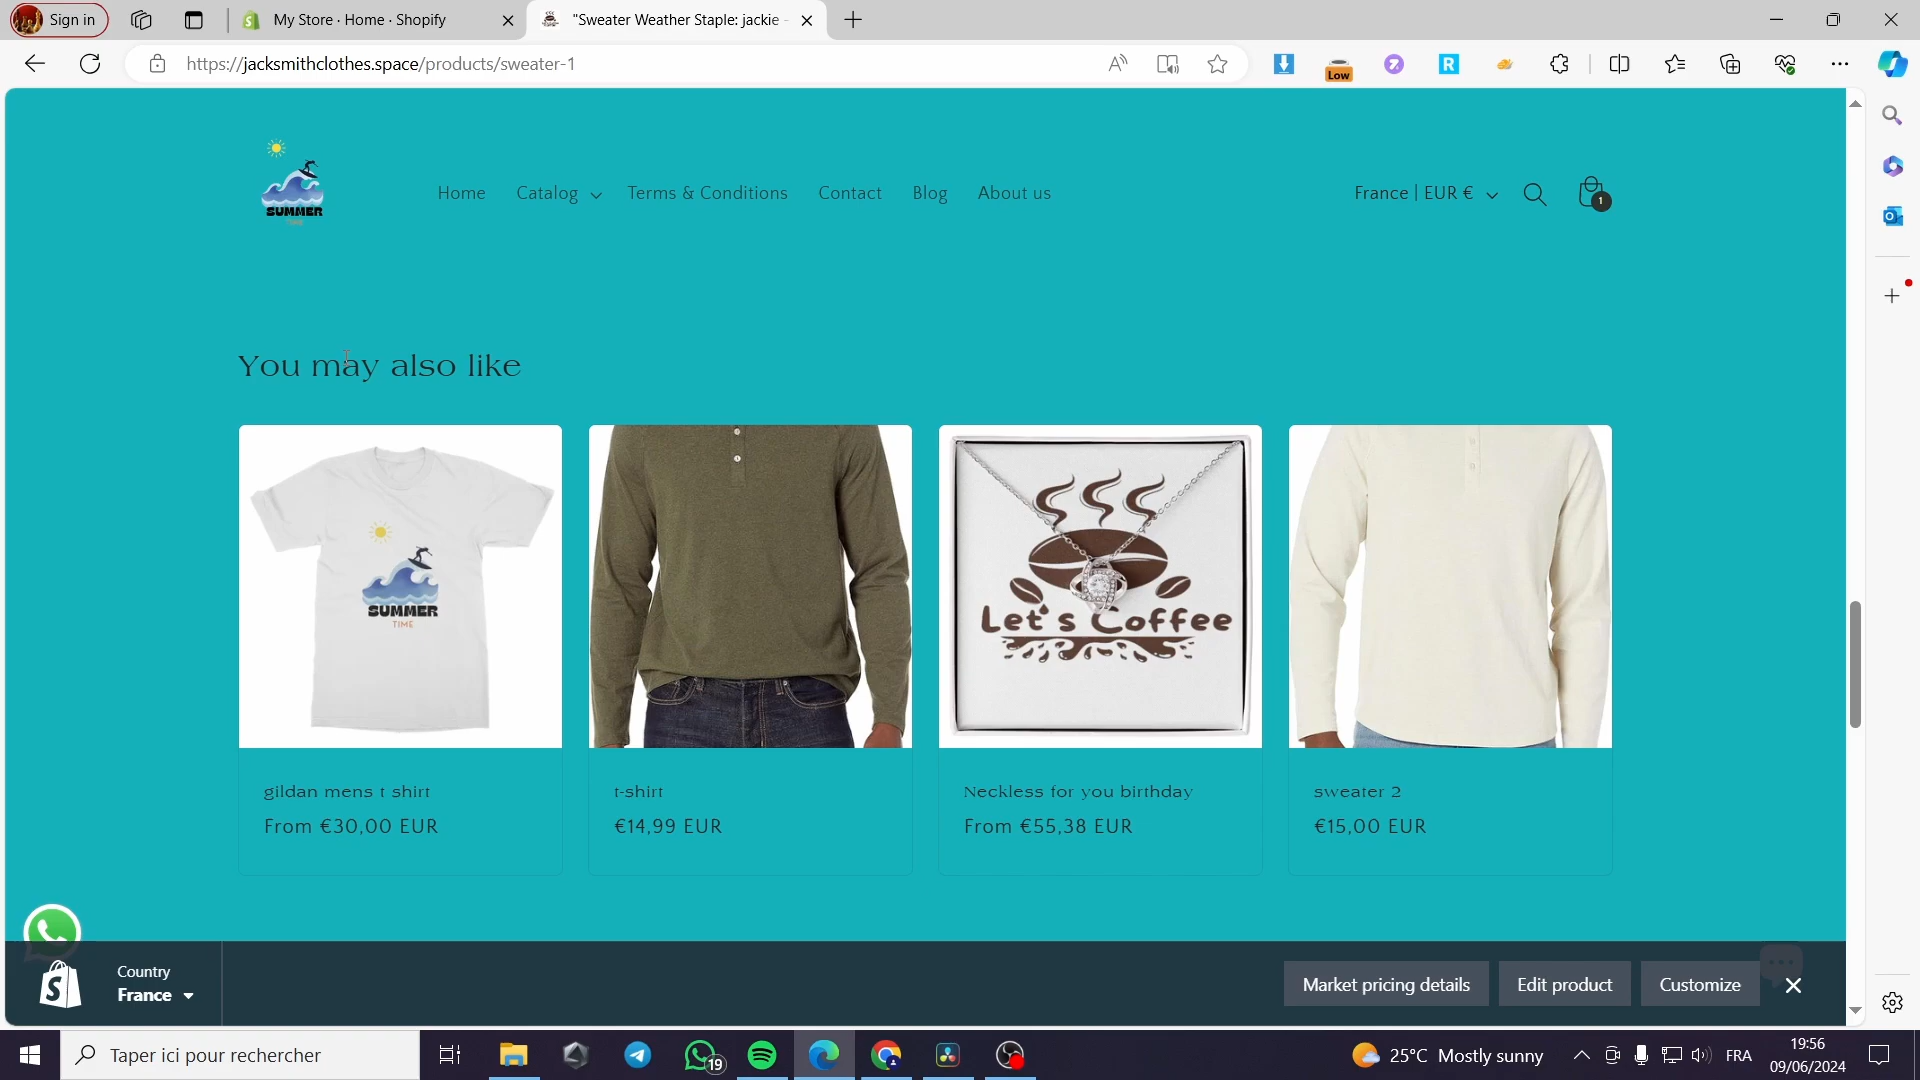 Sign in
My Store · Home · Shopify
"Sweater Weather Staple: jackie -
https://jacksmithclothes.space/products/sweater-1
Low
SUMMER
TIME
Home
Catalog
Terms & Conditions
Contact
Blog
About us
France | EUR €
1
You may also like
SUMMER
TIME
Let's Coffee
gildan mens t shirt
From €30,00 EUR
t-shirt
€14,99 EUR
Neckless for you birthday
From €55,38 EUR
sweater 2
€15,00 EUR
Country
France
Market pricing details
Edit product
Customize
Taper ici pour rechercher
19
25°C Mostly sunny
FRA
19:56
09/06/2024